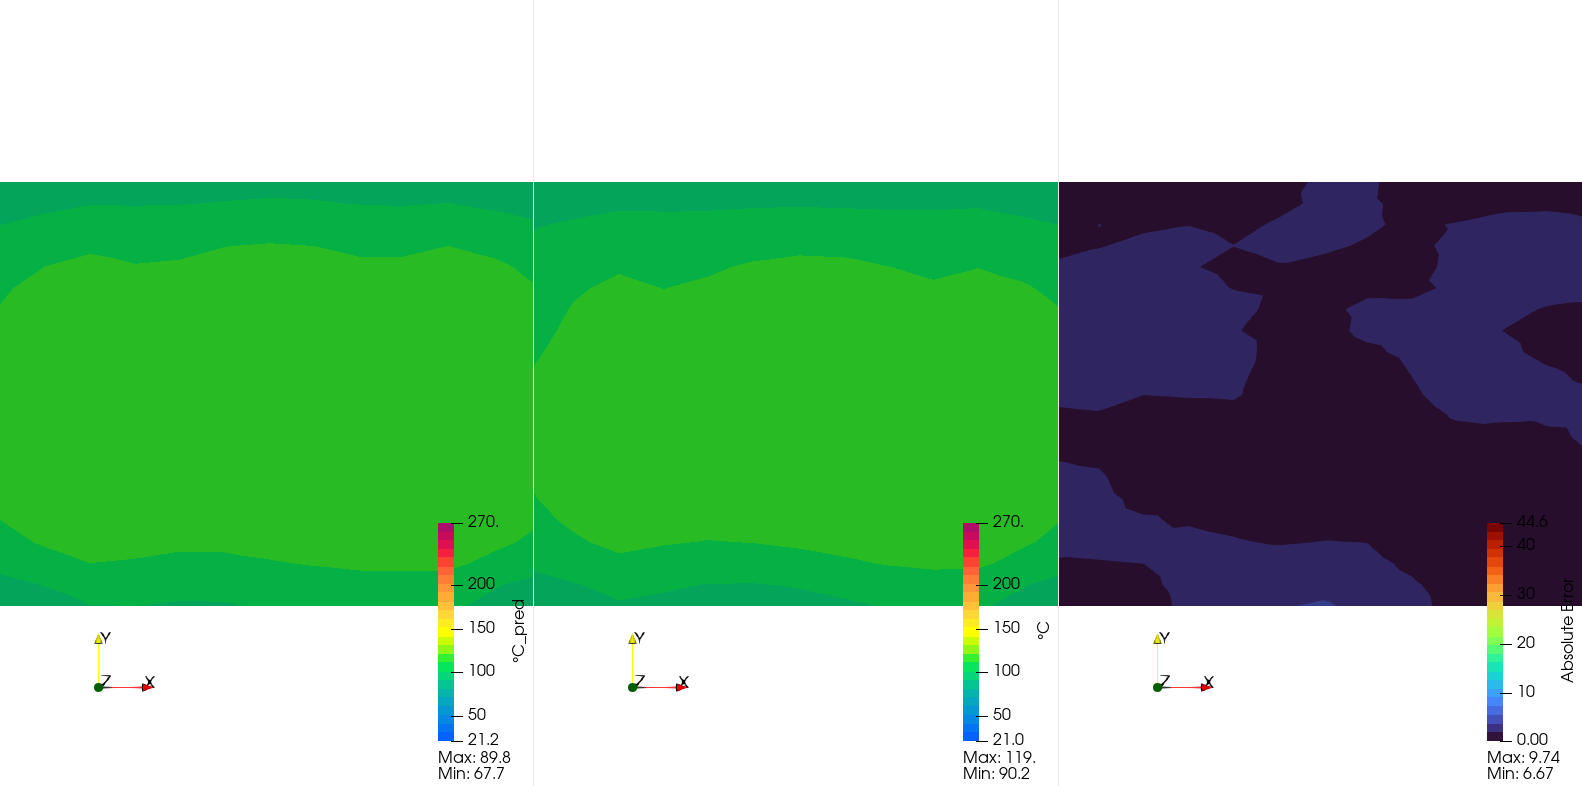 270.
200
150
100
50
21.2
°C_pred
Max: 89.8
Min: 67.7
Y
Z
X
270.
200
150
100
50
21.0
°C
Max: 119.
Min: 90.2
Y
Z
X
44.6
40
30
20
10
0.00
Absolute Error
Max: 9.74
Min: 6.67
Y
Z
X